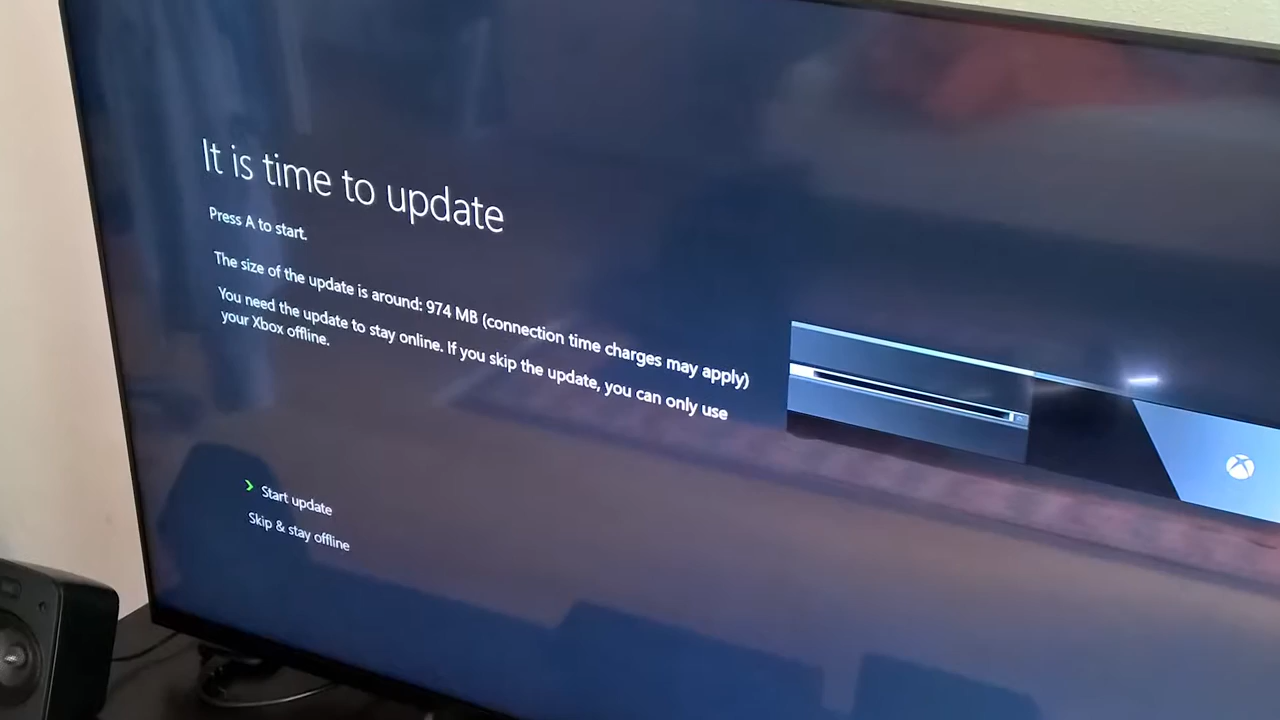 It is time to update
Press A to start.
The size of the update is around: 974 MB (connection time charges may apply)
You need the update to stay online. If you skip the update, you can only use
your Xbox offline.
Start update
Skip & stay offline